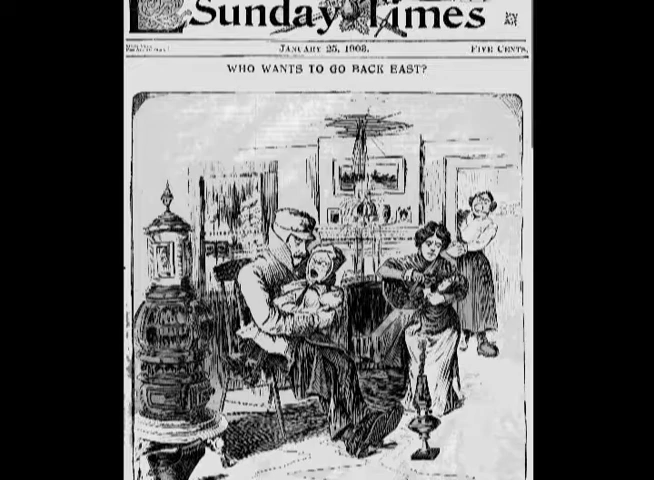 Sunday Times
JANUARY 25, 1903.
FIVE CENTS.
WHO WANTS TO GO BACK EAST?